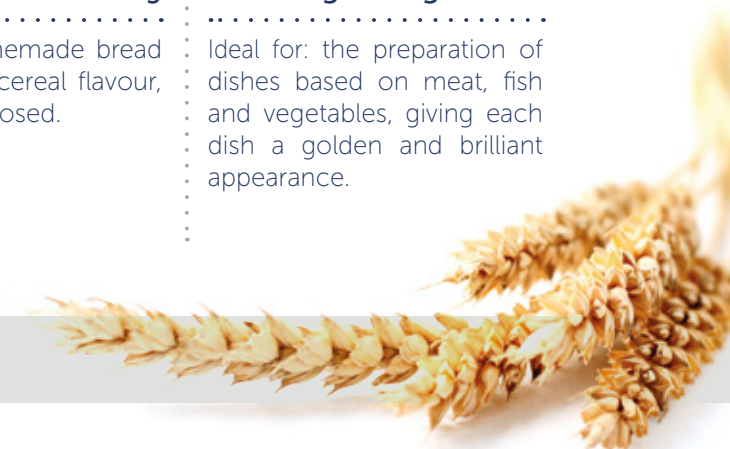 bread
cereal flavour,
Ideal for: the preparation of
dishes based on meat, fish
and vegetables, giving each
dish a golden and brilliant
appearance.